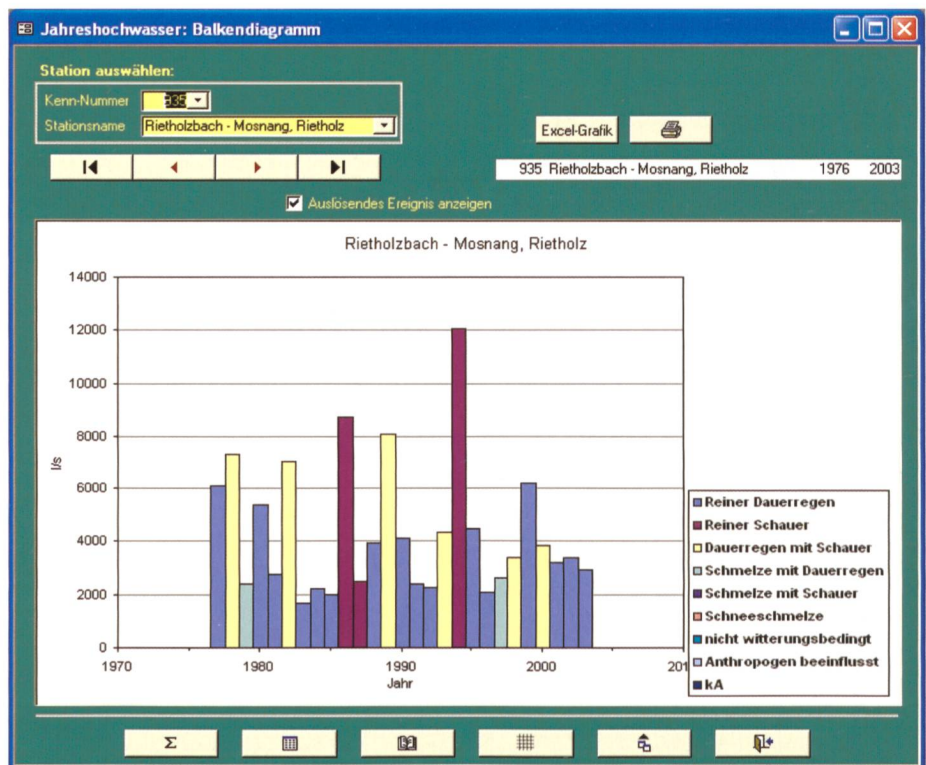 Jahreshochwasser: Balkendiagramm
Station auswählen:
Kenn-Nummer 935
Stationsname Rietholzbach - Mosnang, Rietholz
Excel-Grafik
935 Rietholzbach - Mosnang, Rietholz 1976 2003
Auslösendes Ereignis anzeigen
Rietholzbach - Mosnang, Rietholz
14000
12000
10000
8000
6000
4000
2000
0
l/s
1970 1980 1990 2000 201
Jahr
Reiner Dauerregen
Reiner Schauer
Dauerregen mit Schauer
Schmelze mit Dauerregen
Schmelze mit Schauer
Schneeschmelze
nicht witterungsbedingt
Anthropogen beeinflusst
kA
Σ